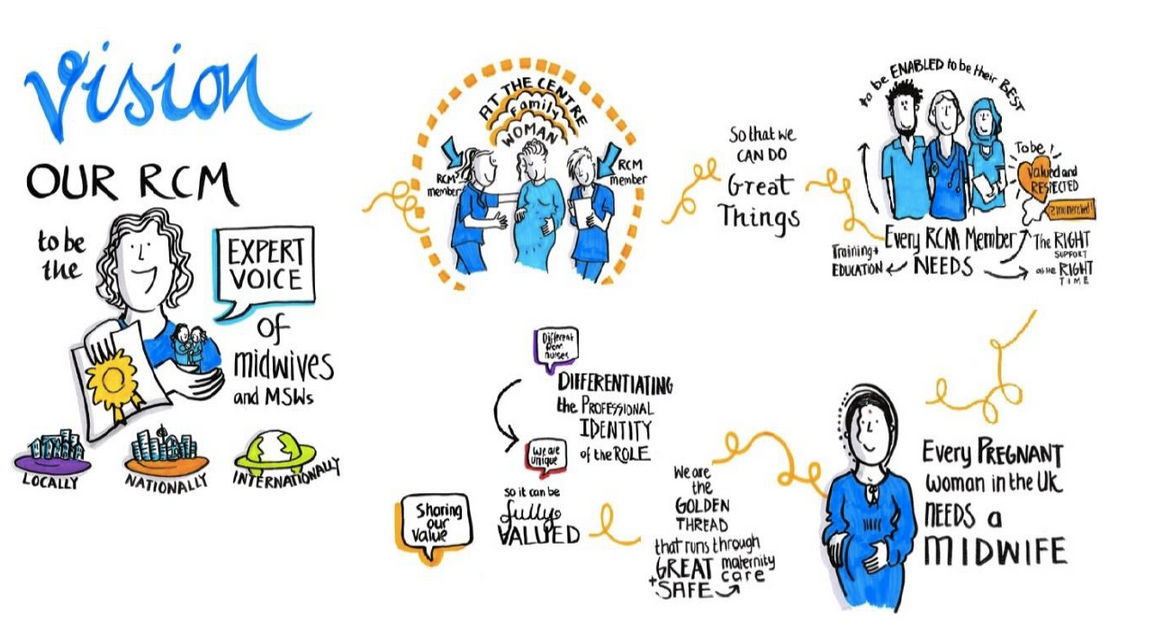 Vision
OUR RCM
to be
the
EXPERT
VOICE
of
midwives
and MSWs
LOCALLY
NATIONALLY
INTERNATIONALLY
AT THE CENTRE
Family
WOMAN
RCM
member
RCM
member
So that we
CAN DO
Great
Things
to be ENABLED to be their BEST
To be!
Valued and
RESPECTED
Every RCM Member
NEEDS
Training +
EDUCATION
The RIGHT
SUPPORT
at the RIGHT
TIME
Every PREGNANT
woman in the UK
NEEDS a
MIDWIFE
We are
the
GOLDEN
THREAD
that runs through
GREAT maternity
+ SAFE care
Different
from
nurses
DIFFERENTIATING
the PROFESSIONAL
IDENTITY
of the ROLE
We are
unique
so it can be
fully
VALUED
Sharing
our
value